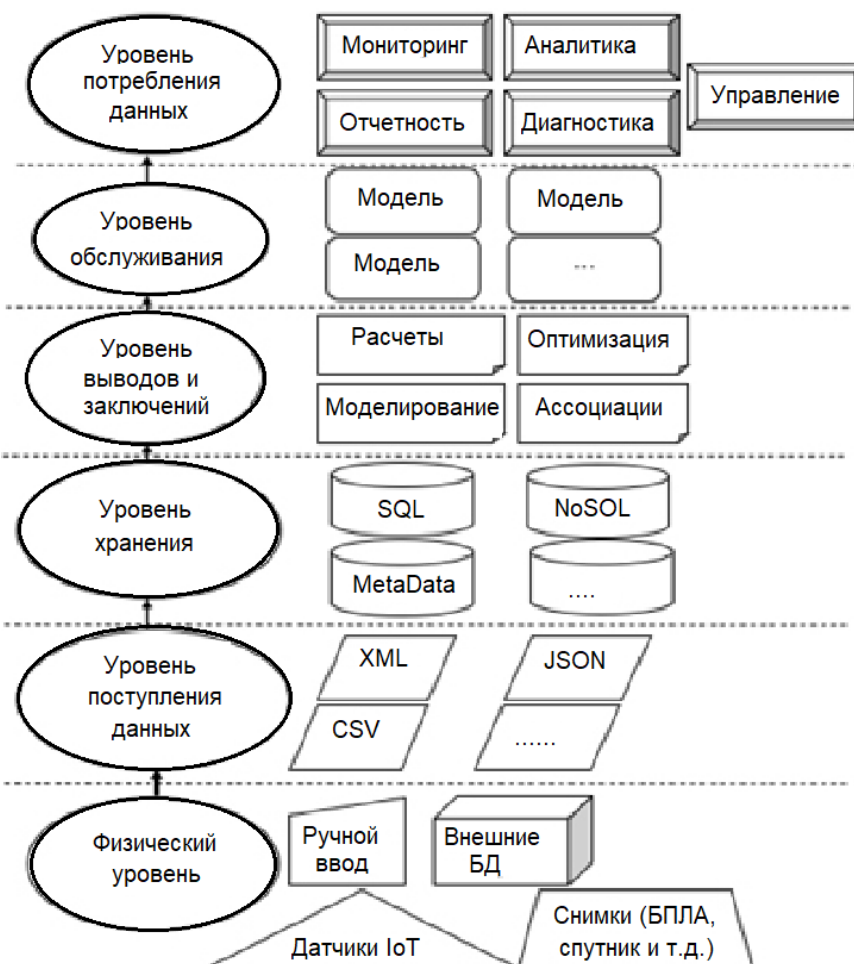 Уровень
потребления
данных
Мониторинг
Аналитика
Управление
Отчетность
Диагностика
Уровень
обслуживания
Модель
Модель
Модель
...
Уровень
выводов и
заключений
Расчеты
Оптимизация
Моделирование
Ассоциации
Уровень
хранения
SQL
NoSOL
MetaData
....
Уровень
поступления
данных
XML
JSON
CSV
......
Физический
уровень
Ручной
ввод
Внешние
БД
Датчики IoT
Снимки (БПЛА,
спутник и т.д.)